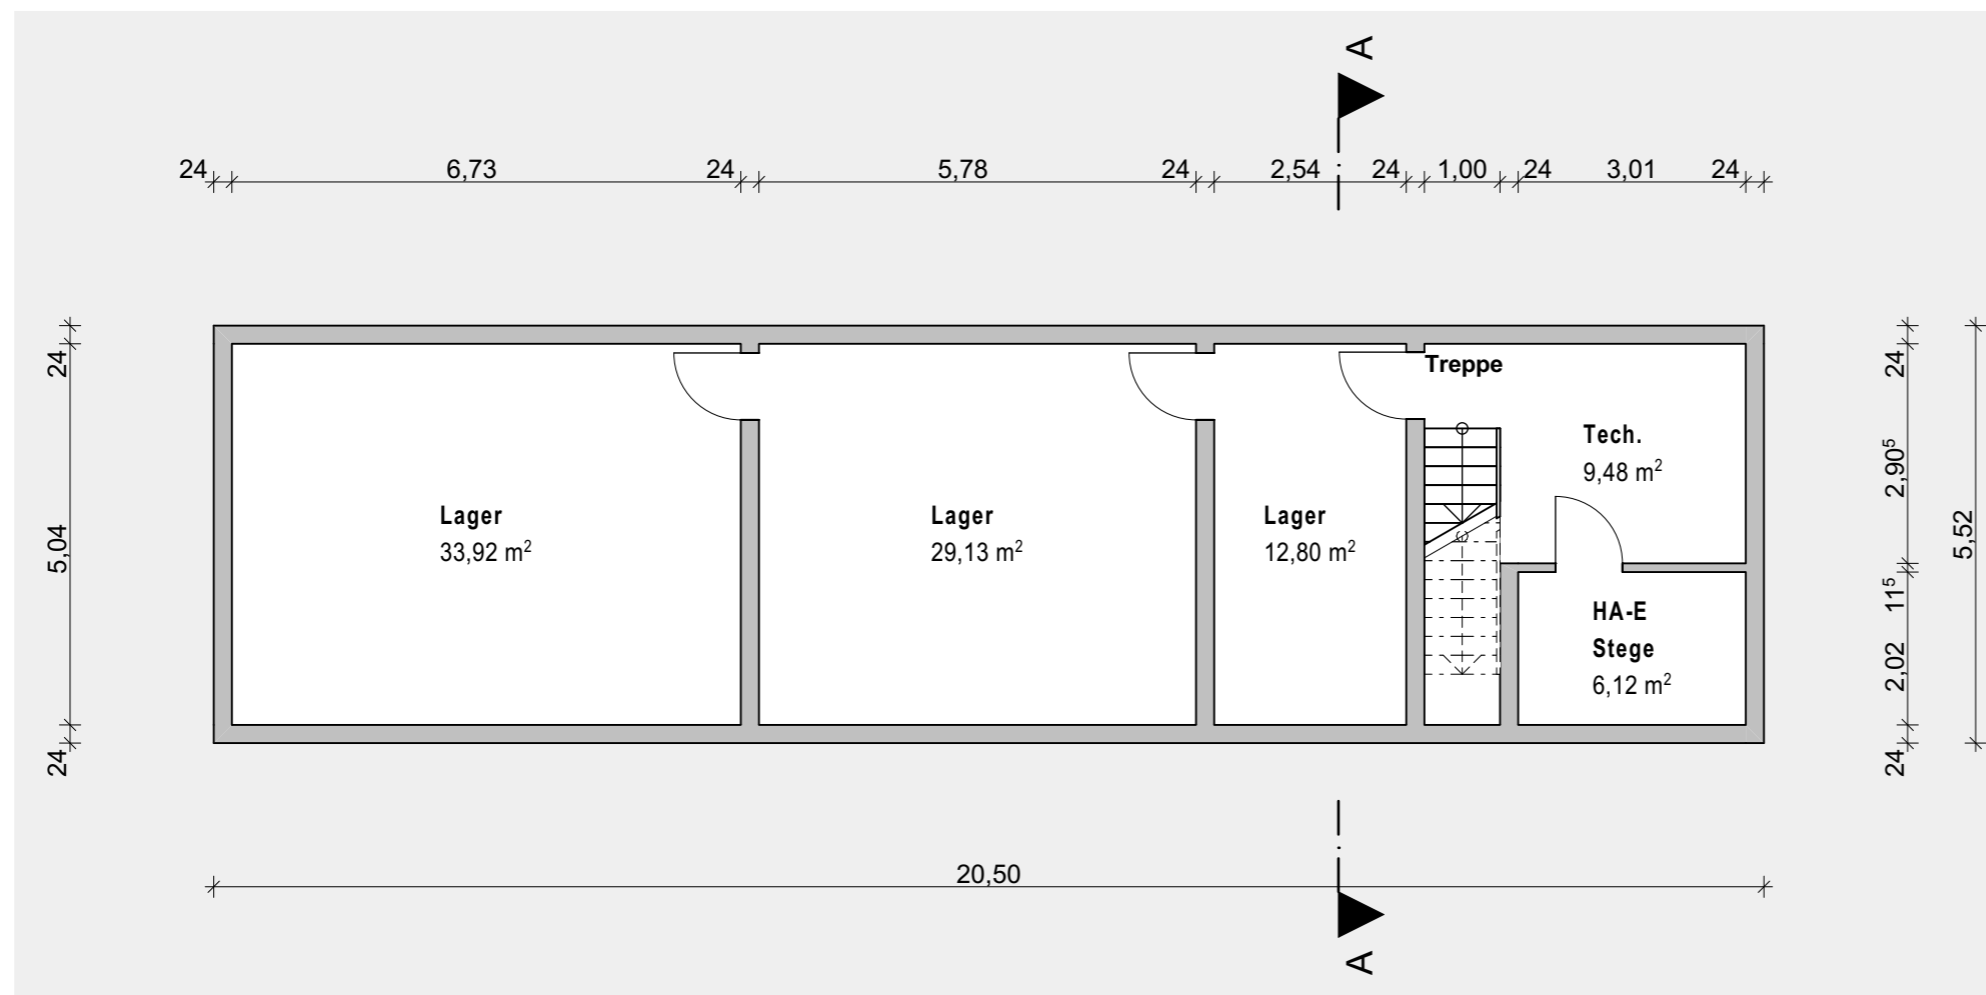 A
24 6,73 24 5,78 24 2,54 24 1,00 24 3,01 24
Treppe
24
5,04
24
Lager
33,92 m²
Lager
29,13 m²
Lager
12,80 m²
Tech.
9,48 m²
HA-E
Stege
6,12 m²
24
2,90⁵
11⁵
2,02
24
5,52
20,50
A